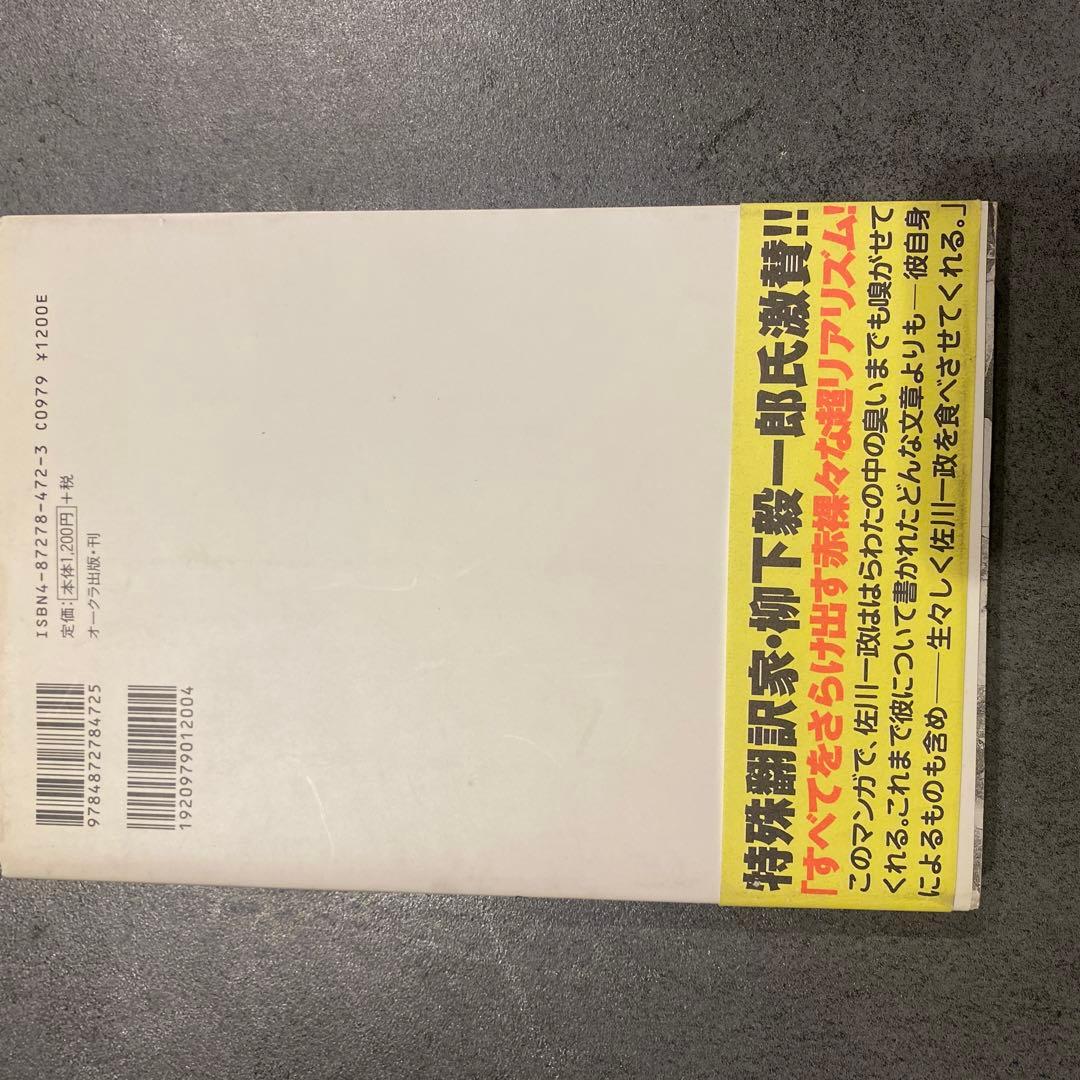 ISBN4-87278-472-3 C0979 ¥1200E
定価:本体1,200円+税
オークラ出版・刊
9784872784725
1920979012004
特殊翻訳家・柳下毅一郎氏激賛!!
「すべてをさらけ出す赤裸々な超リアリズム!
このマンガで、佐川一政ははらわたの中の臭いまでも嗅がせて
くれる。これまで彼について書かれたどんな文章よりも―彼自身
によるものも含め――生々しく佐川一政を食べさせてくれる。」